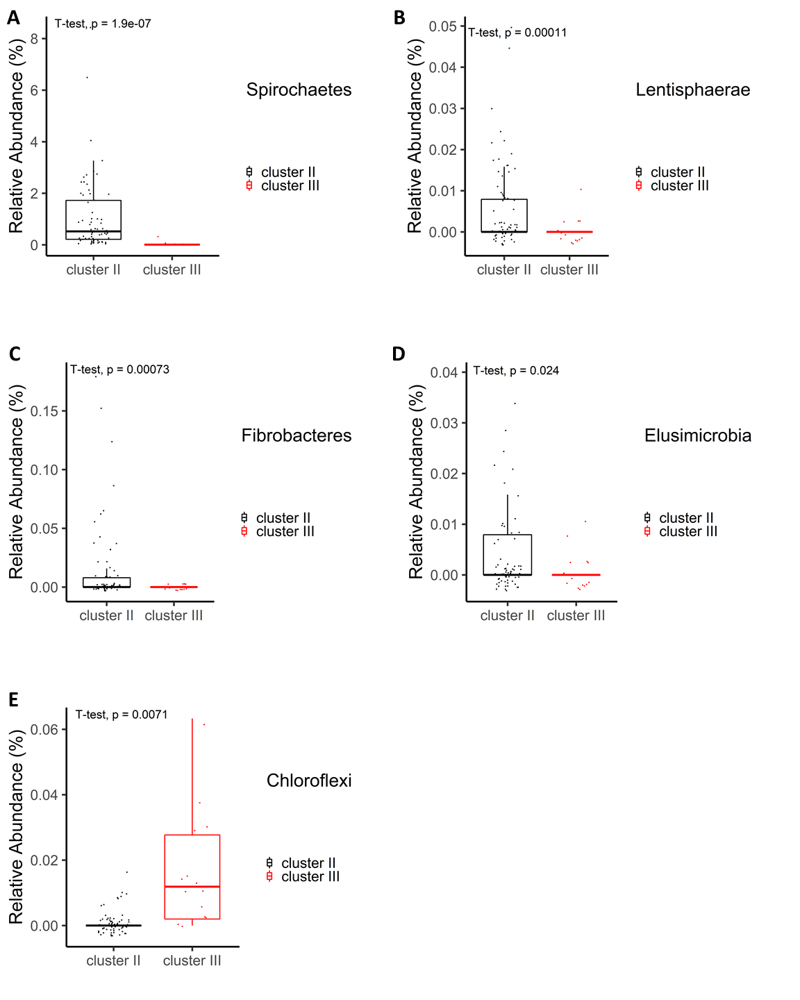 A
T-test, p = 1.9e-07
Relative Abundance (%)
8
6
4
2
0
cluster II
cluster III
Spirochaetes
cluster II
cluster III
B
T-test, p = 0.00011
Relative Abundance (%)
0.05
0.04
0.03
0.02
0.01
0.00
cluster II
cluster III
Lentisphaerae
cluster II
cluster III
C
T-test, p = 0.00073
Relative Abundance (%)
0.15
0.10
0.05
0.00
cluster II
cluster III
Fibrobacteres
cluster II
cluster III
D
T-test, p = 0.024
Relative Abundance (%)
0.04
0.03
0.02
0.01
0.00
cluster II
cluster III
Elusimicrobia
cluster II
cluster III
E
T-test, p = 0.0071
Relative Abundance (%)
0.06
0.04
0.02
0.00
cluster II
cluster III
Chloroflexi
cluster II
cluster III